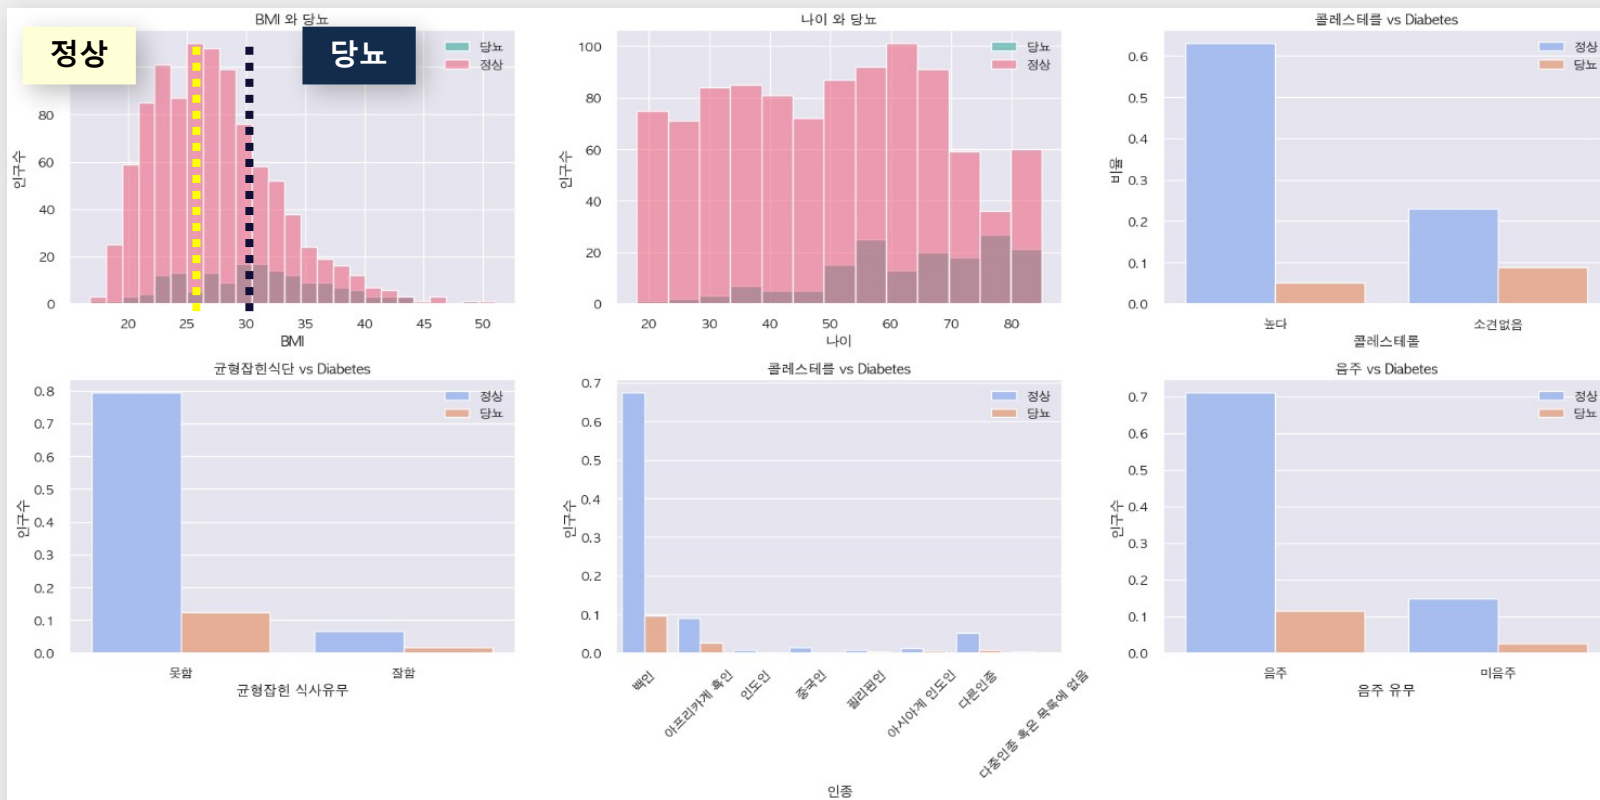 BMI 와 당뇨
정상
당뇨
당뇨
정상
80
60
40
20
0
인구수
20 25 30 35 40 45 50
BMI
나이 와 당뇨
당뇨
정상
100
80
60
40
20
0
인구수
20 30 40 50 60 70 80
나이
콜레스테롤 vs Diabetes
정상
당뇨
0.6
0.5
0.4
0.3
0.2
0.1
0.0
비율
높다 소견없음
콜레스테롤
균형잡힌식단 vs Diabetes
정상
당뇨
0.8
0.7
0.6
0.5
0.4
0.3
0.2
0.1
0.0
인구수
못함 잘함
균형잡힌 식사유무
콜레스테롤 vs Diabetes
정상
당뇨
0.7
0.6
0.5
0.4
0.3
0.2
0.1
0.0
인구수
백인
아프리카계 흑인
인도인
중국인
필리핀인
아시아계 인도인
다른인종
다중인종 혹은 목록에 없음
인종
음주 vs Diabetes
정상
당뇨
0.7
0.6
0.5
0.4
0.3
0.2
0.1
0.0
인구수
음주 미음주
음주 유무